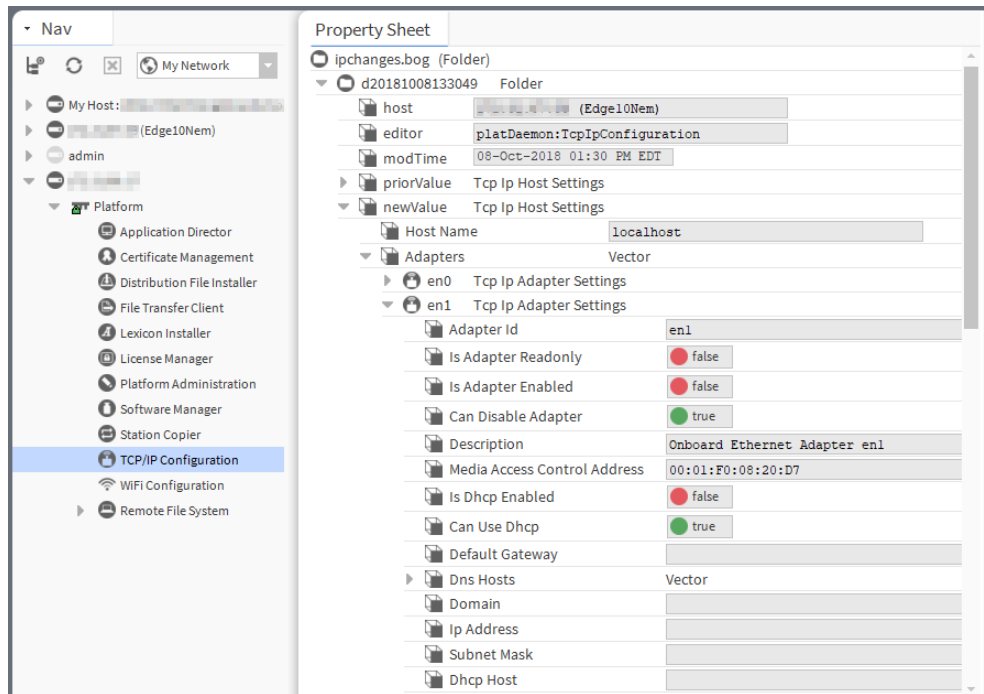 Nav
My Network
My Host:
(Edge10Nem)
admin
Platform
Application Director
Certificate Management
Distribution File Installer
File Transfer Client
Lexicon Installer
License Manager
Platform Administration
Software Manager
Station Copier
TCP/IP Configuration
WiFi Configuration
Remote File System
Property Sheet
ipchanges.bog (Folder)
d20181008133049 Folder
host (Edge10Nem)
editor platDaemon:TcpIpConfiguration
modTime 08-Oct-2018 01:30 PM EDT
priorValue Tcp Ip Host Settings
newValue Tcp Ip Host Settings
Host Name localhost
Adapters Vector
en0 Tcp Ip Adapter Settings
en1 Tcp Ip Adapter Settings
Adapter Id en1
Is Adapter Readonly false
Is Adapter Enabled false
Can Disable Adapter true
Description Onboard Ethernet Adapter en1
Media Access Control Address 00:01:F0:08:20:D7
Is Dhcp Enabled false
Can Use Dhcp true
Default Gateway
Dns Hosts Vector
Domain
Ip Address
Subnet Mask
Dhcp Host